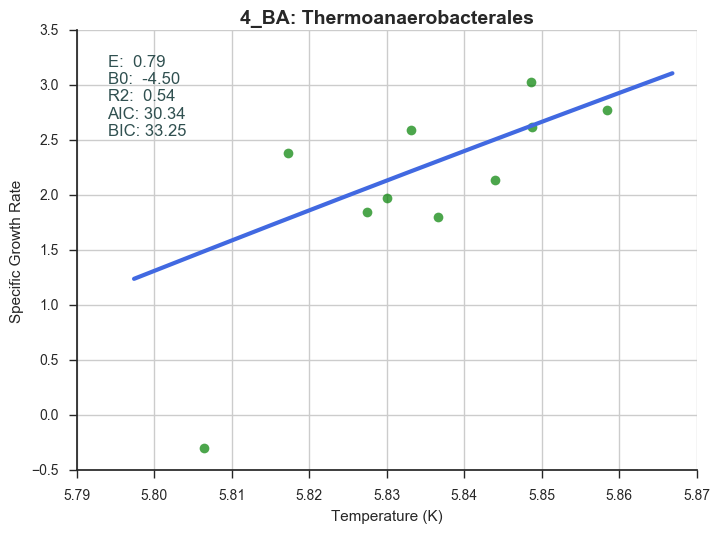 4_BA: Thermoanaerobacterales
E:  0.79
B0:  -4.50
R2:  0.54
AIC: 30.34
BIC: 33.25
Specific Growth Rate
3.5
3.0
2.5
2.0
1.5
1.0
0.5
0.0
−0.5
5.79 5.80 5.81 5.82 5.83 5.84 5.85 5.86 5.87
Temperature (K)